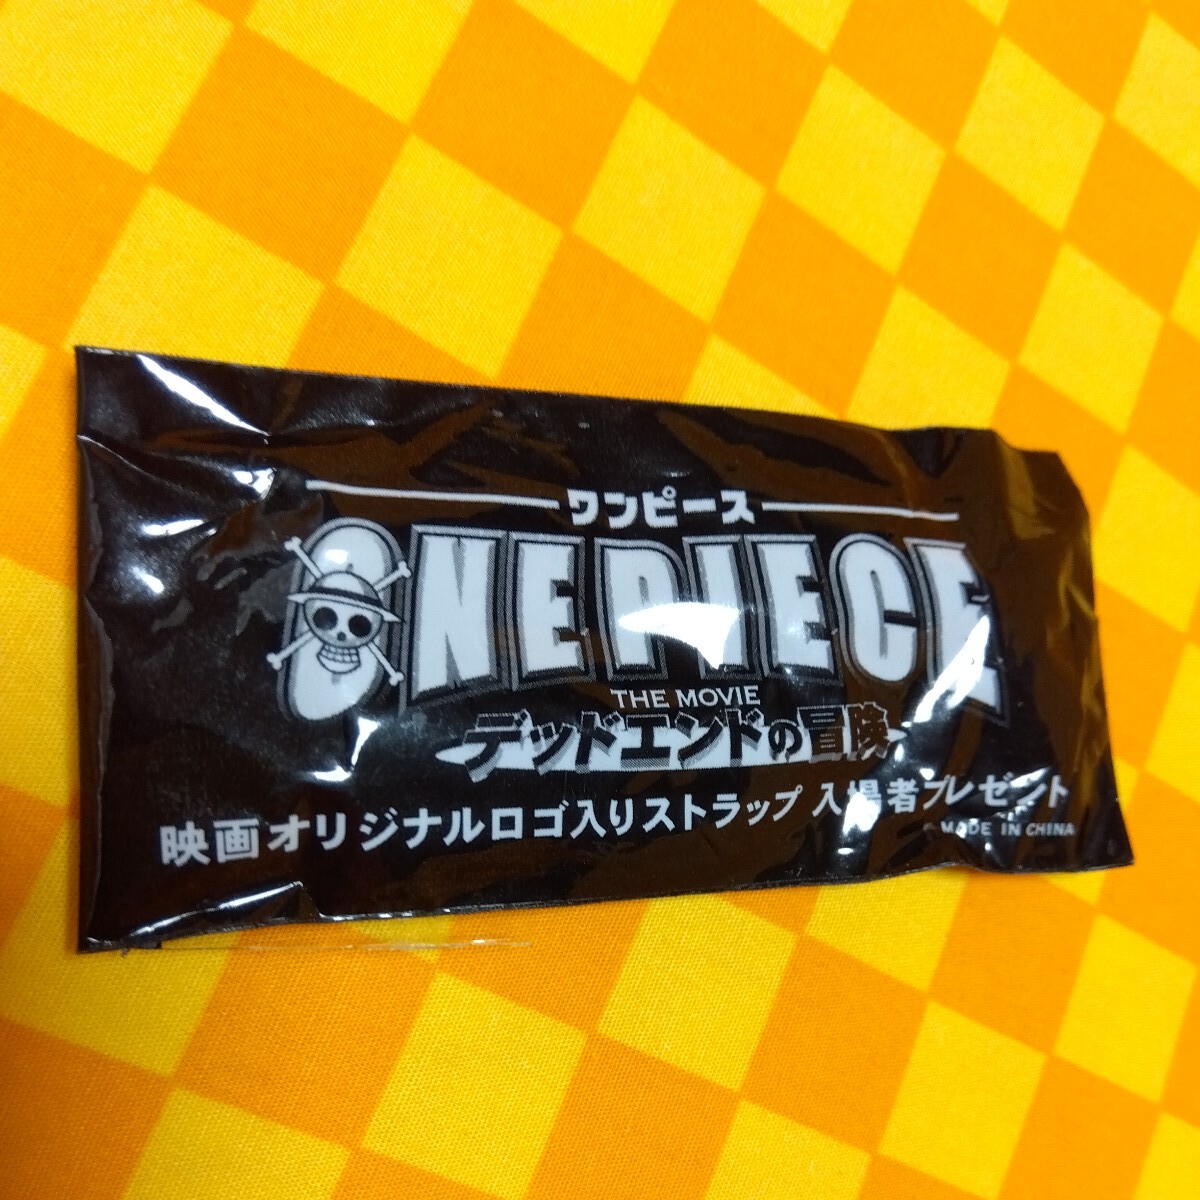 ワンピース
ONE PIECE
THE MOVIE
デッドエンドの冒険
映画オリジナルロゴ入りストラップ 入場者プレゼント
MADE IN CHINA